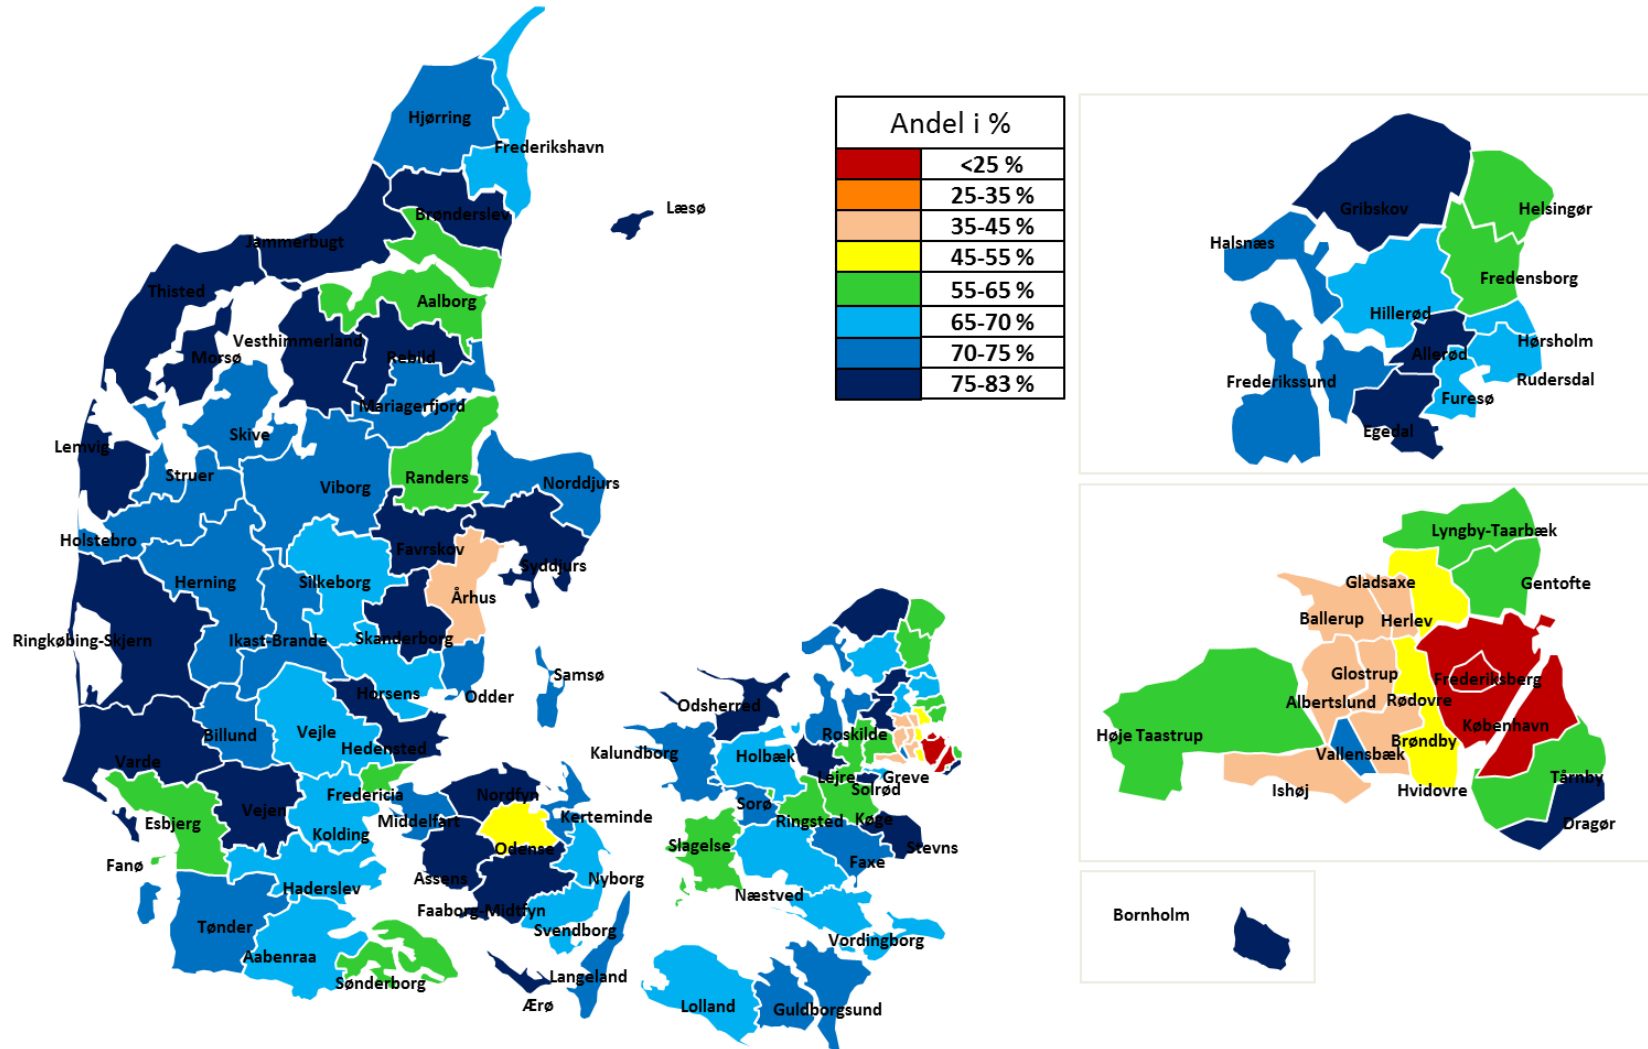 Hjørring
Frederikshavn
Brønderslev
Læsø
Jammerbugt
Thisted
Aalborg
Vesthimmerland
Morsø
Rebild
Mariagerfjord
Skive
Lemvig
Struer
Viborg
Randers
Norddjurs
Holstebro
Favrskov
Syddjurs
Herning
Silkeborg
Århus
Ringkøbing-Skjern
Ikast-Brande
Skanderborg
Samsø
Odder
Horsens
Billund
Vejle
Hedensted
Varde
Fredericia
Vejen
Esbjerg
Kolding
Middelfart
Nordfyn
Kerteminde
Odense
Fanø
Haderslev
Assens
Nyborg
Faaborg-Midtfyn
Tønder
Svendborg
Aabenraa
Sønderborg
Langeland
Ærø
Odsherred
Kalundborg
Holbæk
Roskilde
Lejre
Greve
Solrød
Sorø
Ringsted
Køge
Stevns
Slagelse
Faxe
Næstved
Vordingborg
Lolland
Guldborgsund
Andel i %
<25 %
25-35 %
35-45 %
45-55 %
55-65 %
65-70 %
70-75 %
75-83 %
Gribskov
Helsingør
Halsnæs
Fredensborg
Hillerød
Hørsholm
Allerød
Rudersdal
Frederikssund
Furesø
Egedal
Lyngby-Taarbæk
Gladsaxe
Gentofte
Ballerup
Herlev
Glostrup
Frederiksberg
Albertslund
Rødovre
København
Høje Taastrup
Vallensbæk
Brøndby
Tårnby
Ishøj
Hvidovre
Dragør
Bornholm